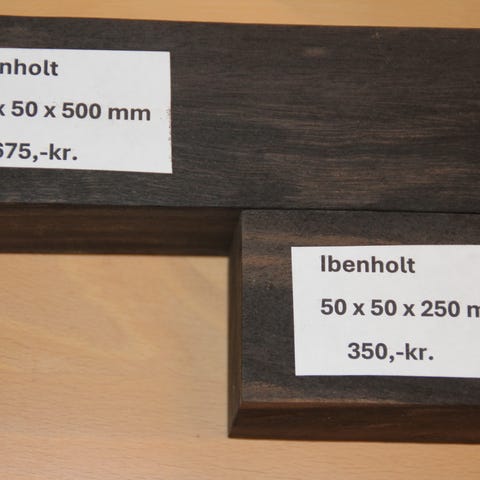 nholt
x 50 x 500 mm
675,-kr.
Ibenholt
50 x 50 x 250 m
350,-kr.